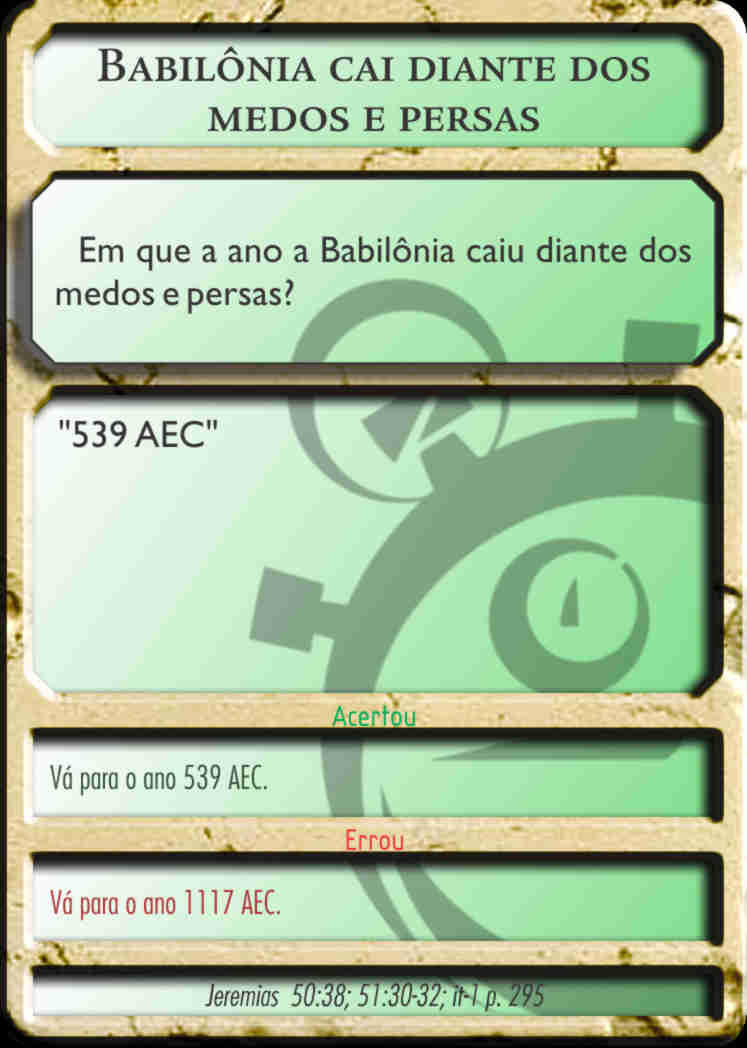 BABILÔNIA CAI DIANTE DOS
MEDOS E PERSAS
Em que a ano a Babilônia caiu diante dos
medos e persas?
"539 AEC"
Acertou
Vá para o ano 539 AEC.
Errou
Vá para o ano 1117 AEC.
Jeremias 50:38; 51:30-32; it-1 p. 295